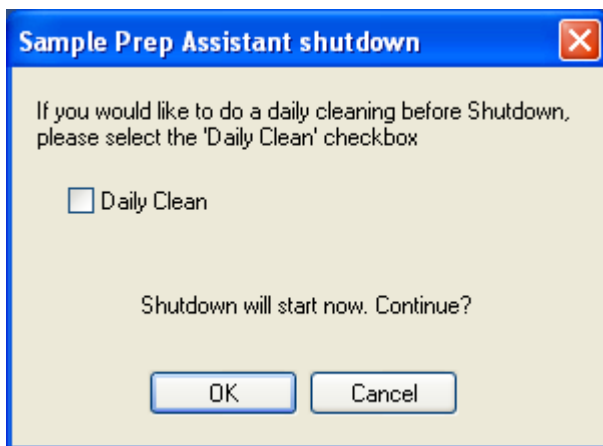 Sample Prep Assistant shutdown
If you would like to do a daily cleaning before Shutdown,
please select the 'Daily Clean' checkbox
Daily Clean
Shutdown will start now. Continue?
OK
Cancel